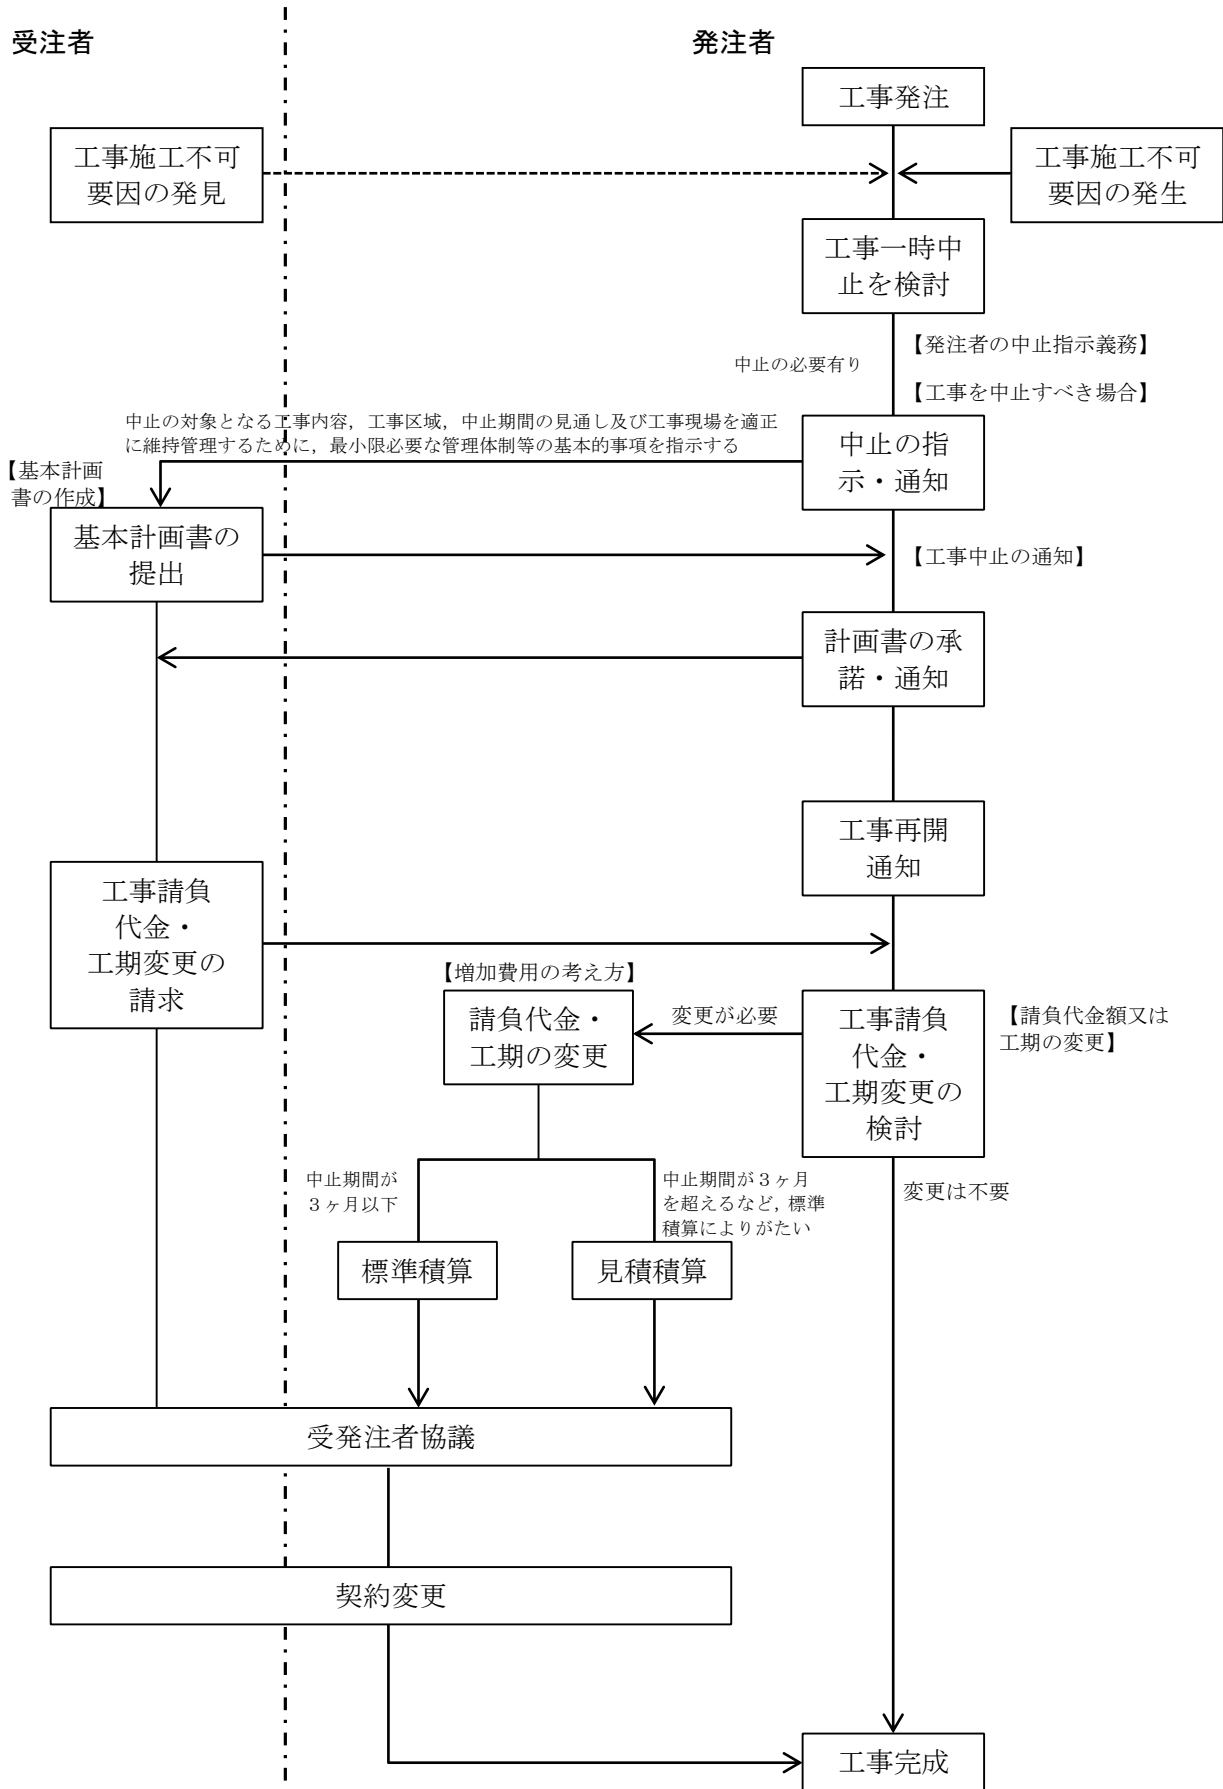 受注者
発注者
工事発注
工事施工不可
要因の発見
工事施工不可
要因の発生
工事一時中
止を検討
【発注者の中止指示義務】
中止の必要有り
【工事を中止すべき場合】
中止の対象となる工事内容，工事区域，中止期間の見通し及び工事現場を適正
に維持管理するために，最小限必要な管理体制等の基本的事項を指示する
中止の指
示・通知
【基本計画
書の作成】
基本計画書の
提出
【工事中止の通知】
計画書の承
諾・通知
工事再開
通知
工事請負
代金・
工期変更の
請求
【増加費用の考え方】
請負代金・
工期の変更
変更が必要
工事請負
代金・
工期変更の
検討
【請負代金額又は
工期の変更】
中止期間が
３ヶ月以下
中止期間が３ヶ月
を超えるなど，標準
積算によりがたい
変更は不要
標準積算
見積積算
受発注者協議
契約変更
工事完成